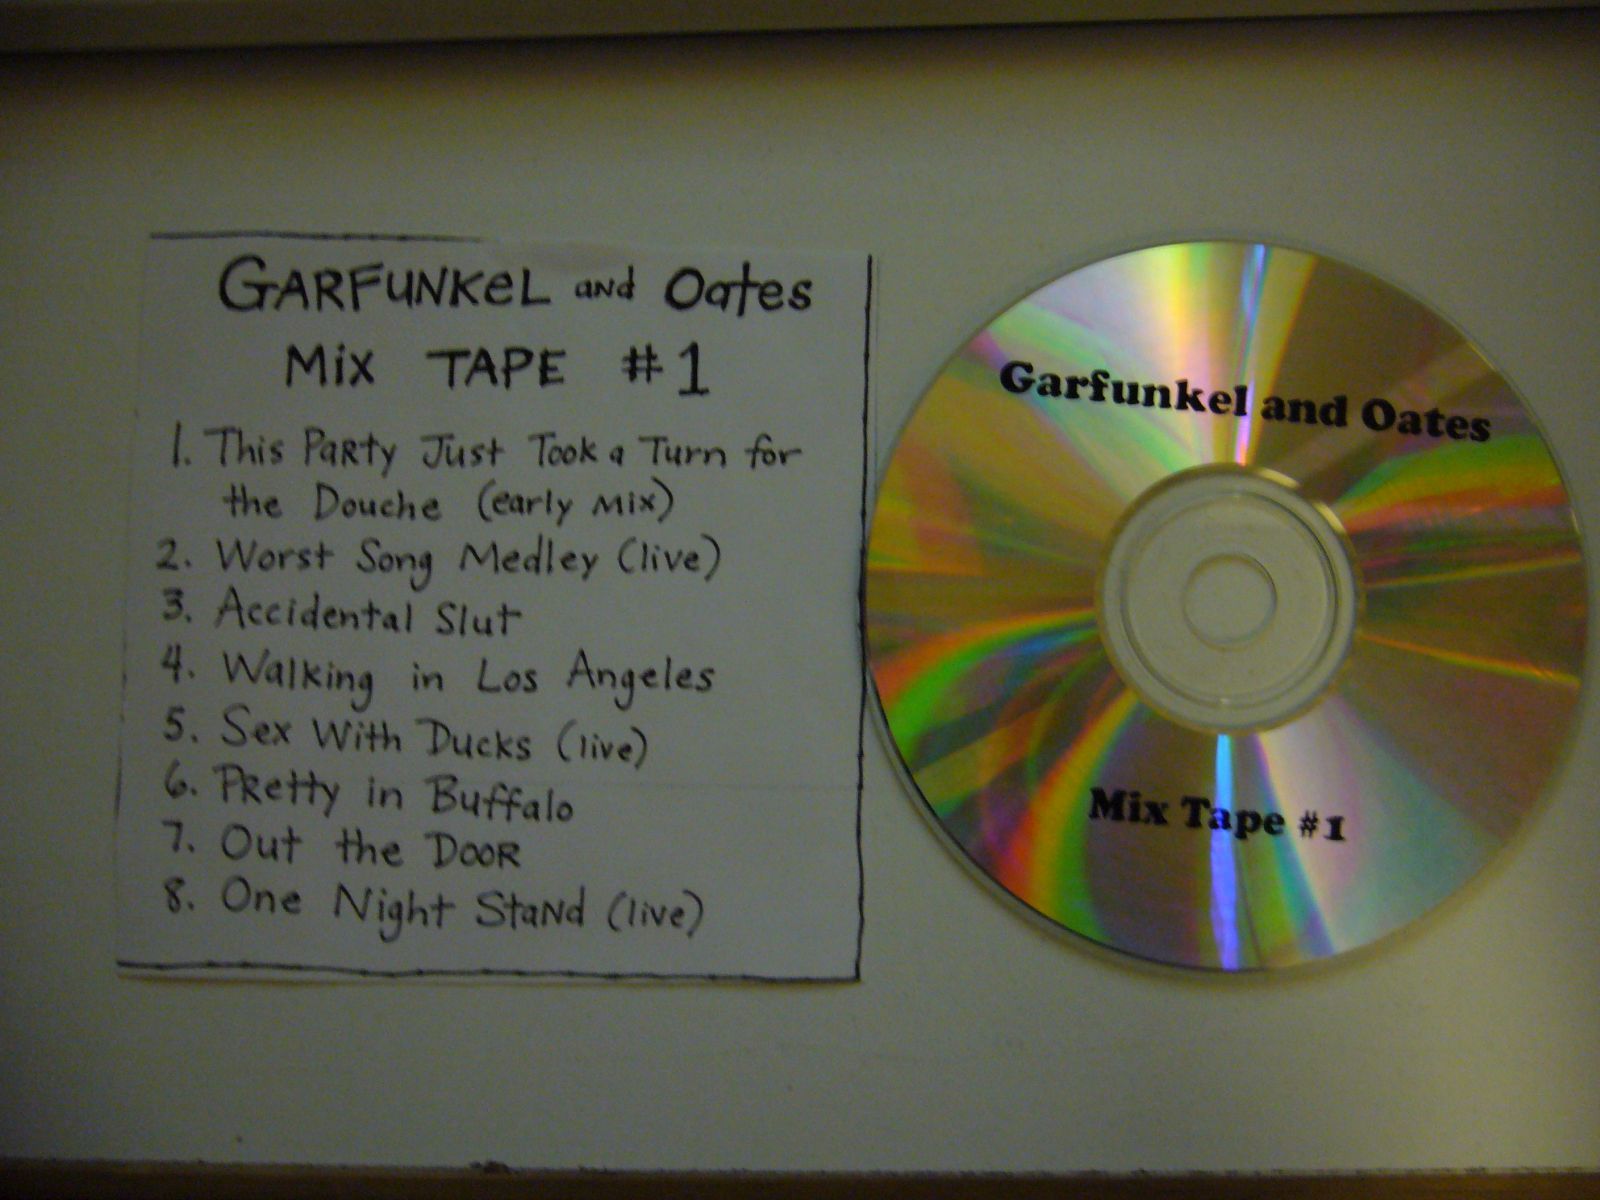 GARFUNKeL aND Oates
Mix TAPE #1
1. This Party Just Took a Turn for
the Douche (early mix)
2. Worst Song Medley (live)
3. Accidental Slut
4. Walking in Los Angeles
5. Sex With Ducks (live)
6. Pretty in Buffalo
7. Out the Door
8. One Night Stand (live)
Garfunkel and Oates
Mix Tape #1